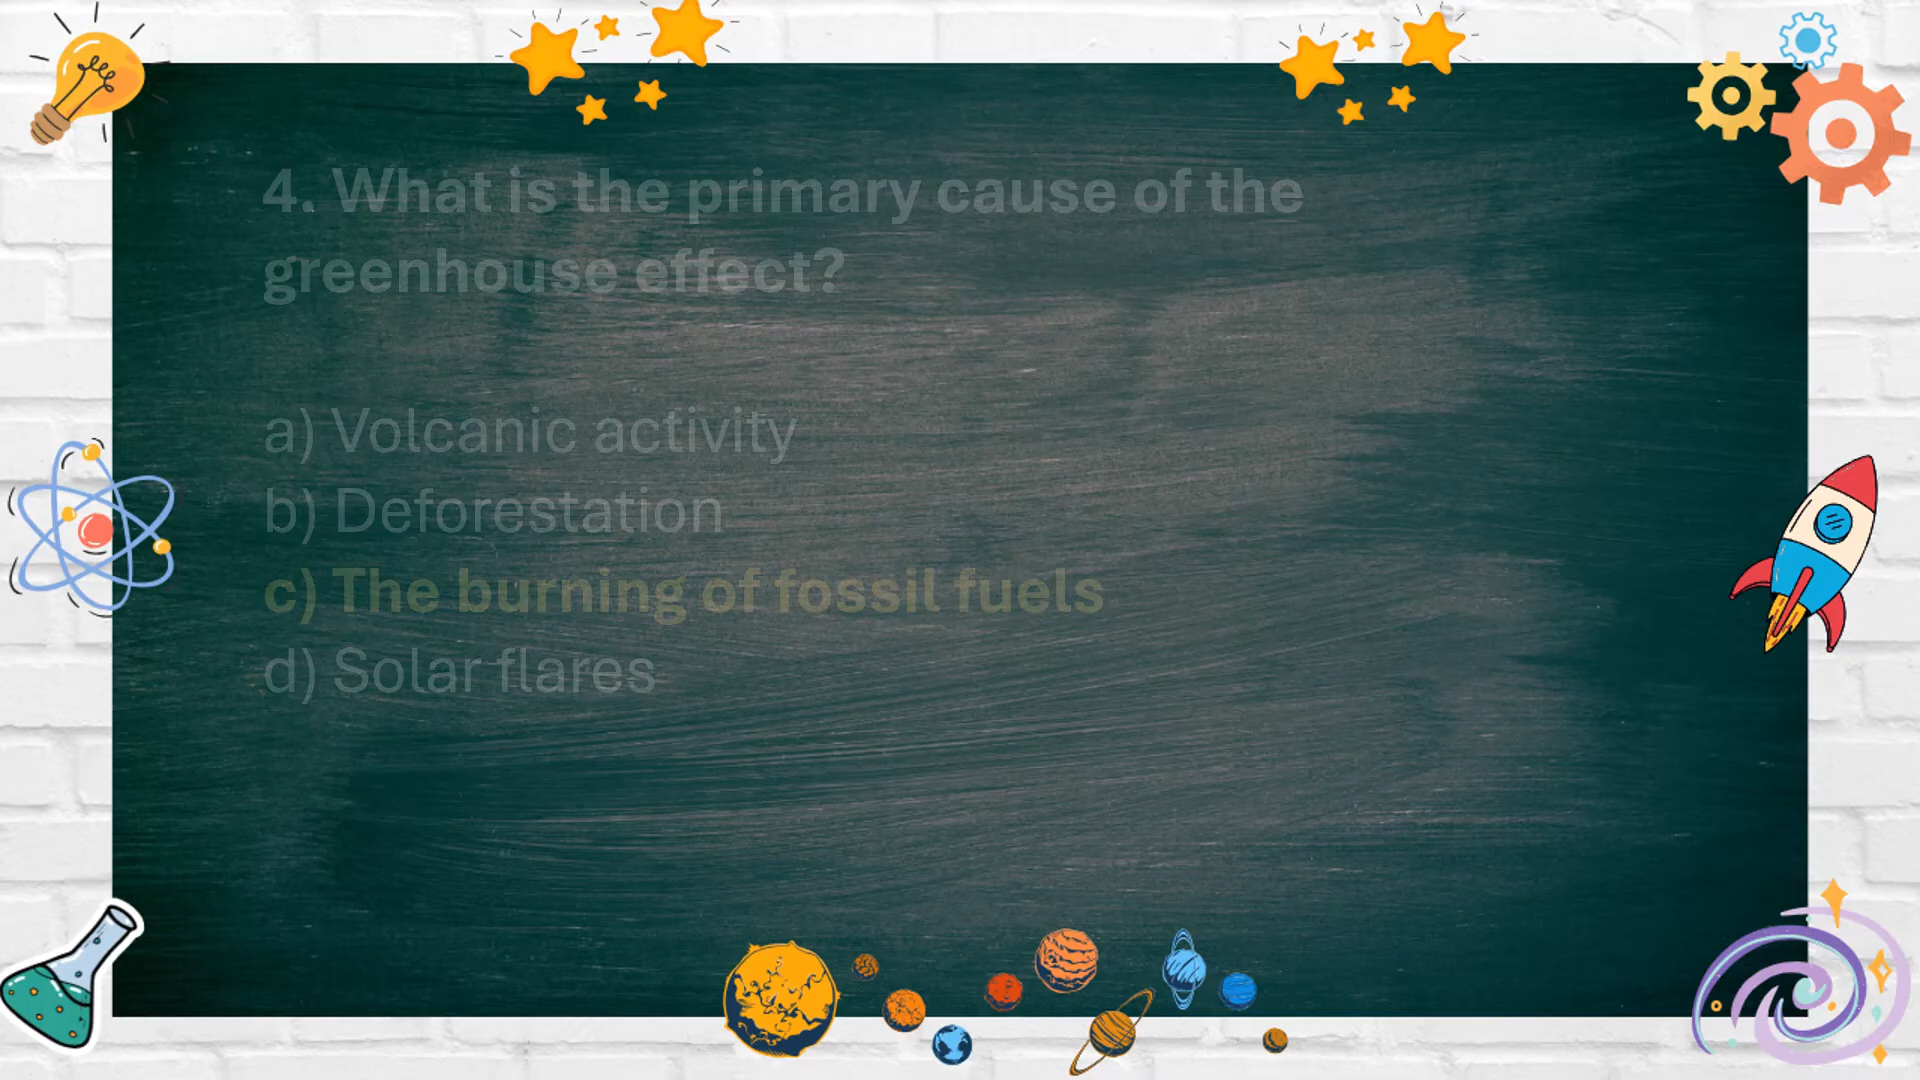 4. What is the primary cause of the
greenhouse effect?
a) Volcanic activity
b) Deforestation
c) The burning of fossil fuels
d) Solar flares